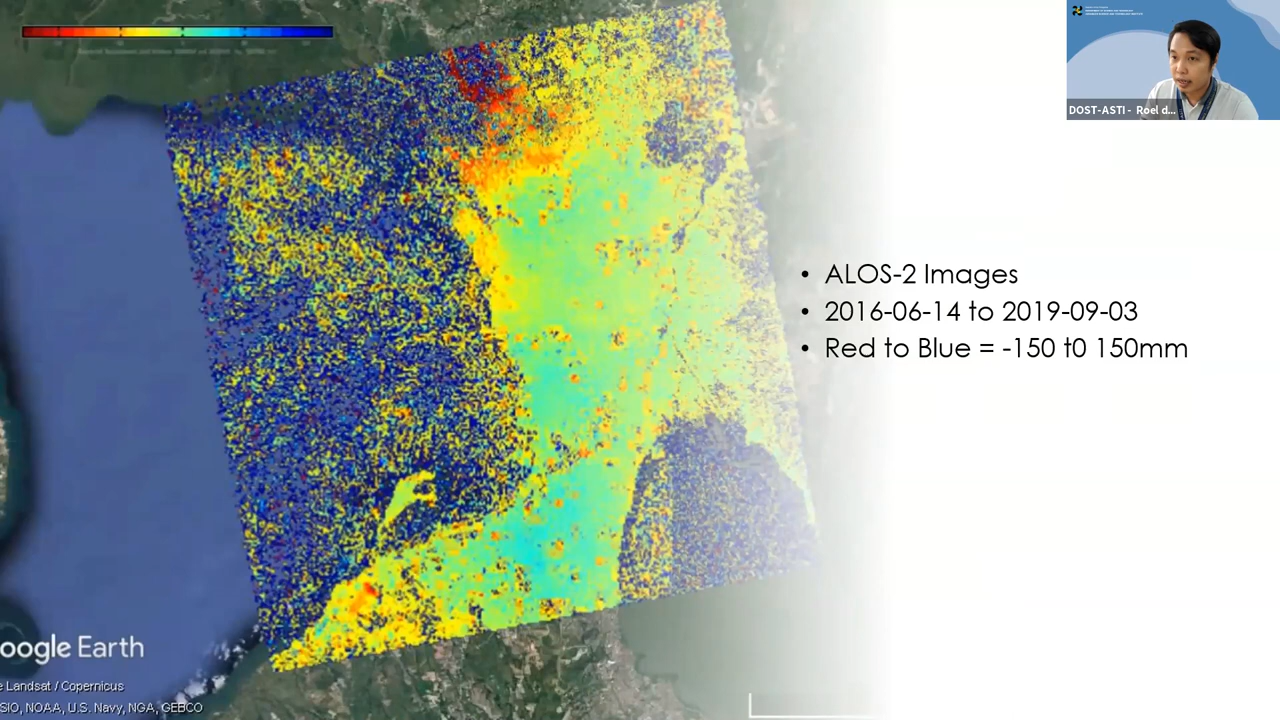 DOST-ASTI - Roel d...
• ALOS-2 Images
• 2016-06-14 to 2019-09-03
• Red to Blue = -150 t0 150mm
oogle Earth
e Landsat / Copernicus
SIO, NOAA, U.S. Navy, NGA, GEBCO